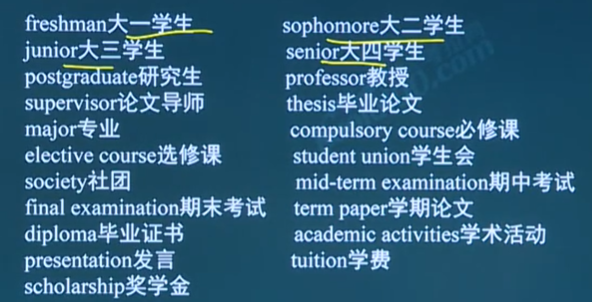 freshman大一学生 sophomore大二学生
junior大三学生 senior大四学生
postgraduate研究生 professor教授
supervisor论文导师 thesis毕业论文
major专业 compulsory course必修课
elective course选修课 student union学生会
society社团 mid-term examination期中考试
final examination期末考试 term paper学期论文
diploma毕业证书 academic activities学术活动
presentation发言 tuition学费
scholarship奖学金